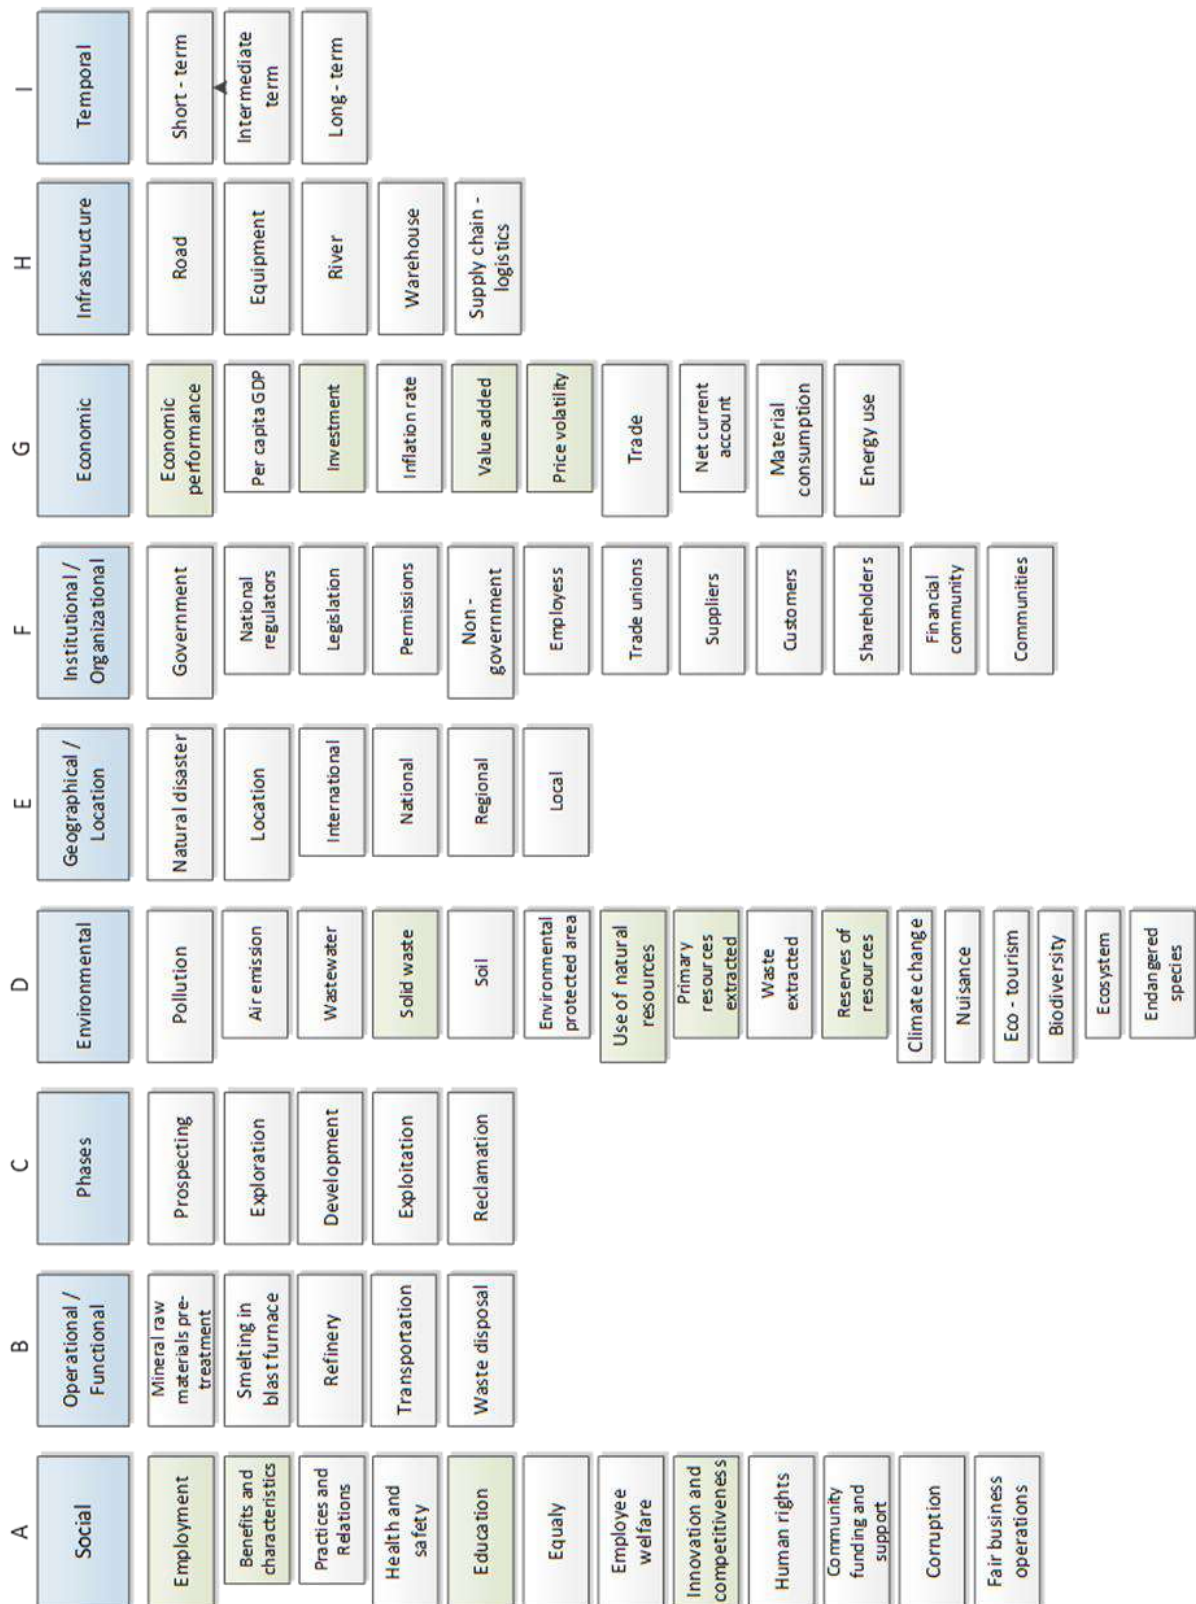 A
Social
Employment
Benefits and
characteristics
Practices and
Relations
Health and
safety
Education
Equaly
Employee
welfare
Innovation and
competitiveness
Human rights
Community
funding and
support
Corruption
Fair business
operations
B
Operational /
Functional
Mineral raw
materials pre-
treatment
Smelting in
blast furnace
Refinery
Transportation
Waste disposal
C
Phases
Prospecting
Exploration
Development
Exploitation
Reclamation
D
Environmental
Pollution
Air emission
Wastewater
Solid waste
Soil
Environmental
protected area
Use of natural
resources
Primary
resources
extracted
Waste
extracted
Reserves of
resources
Climate change
Nuisance
Eco - tourism
Biodiversity
Ecosystem
Endangered
species
E
Geographical /
Location
Natural disaster
Location
International
National
Regional
Local
F
Institutional /
Organizational
Government
National
regulators
Legislation
Permissions
Non -
government
Employess
Trade unions
Suppliers
Customers
Shareholders
Financial
community
Communities
G
Economic
Economic
performance
Per capita GDP
Investment
Inflation rate
Value added
Price volatility
Trade
Net current
account
Material
consumption
Energy use
H
Infrastructure
Road
Equipment
River
Warehouse
Supply chain -
logistics
I
Temporal
Short - term
Intermediate
term
Long - term